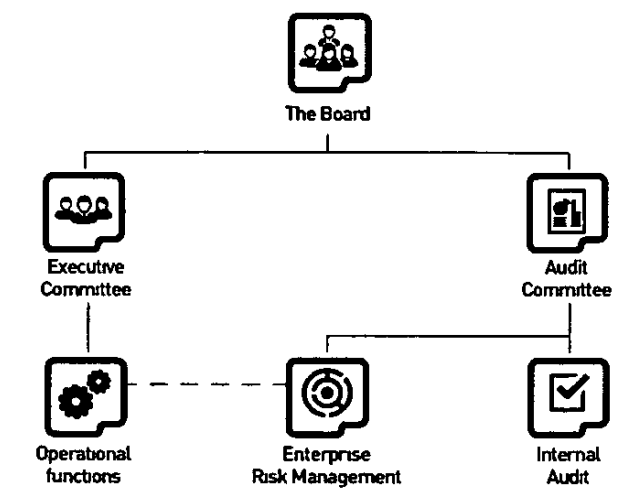 The Board
Executive
Committee
Audit
Committee
Operational
functions
Enterprise
Risk Management
Internal
Audit